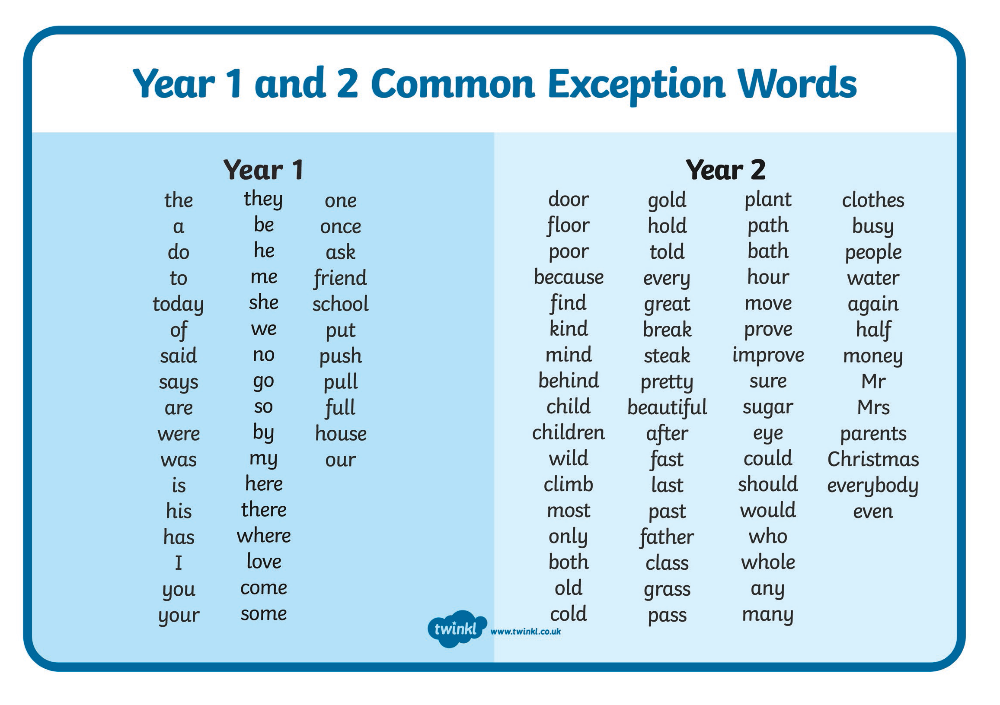 Year 1 and 2 Common Exception Words
Year 1
the they one
a be once
do he ask
to me friend
today she school
of we put
said no push
says go pull
are so full
were by house
was my our
is here
his there
has where
I love
you come
your some
Year 2
door gold plant clothes
floor hold path busy
poor told bath people
because every hour water
find great move again
kind break prove half
mind steak improve money
behind pretty sure Mr
child beautiful sugar Mrs
children after eye parents
wild fast could Christmas
climb last should everybody
most past would even
only father who
both class whole
old grass any
cold pass many
twinkl www.twinkl.co.uk